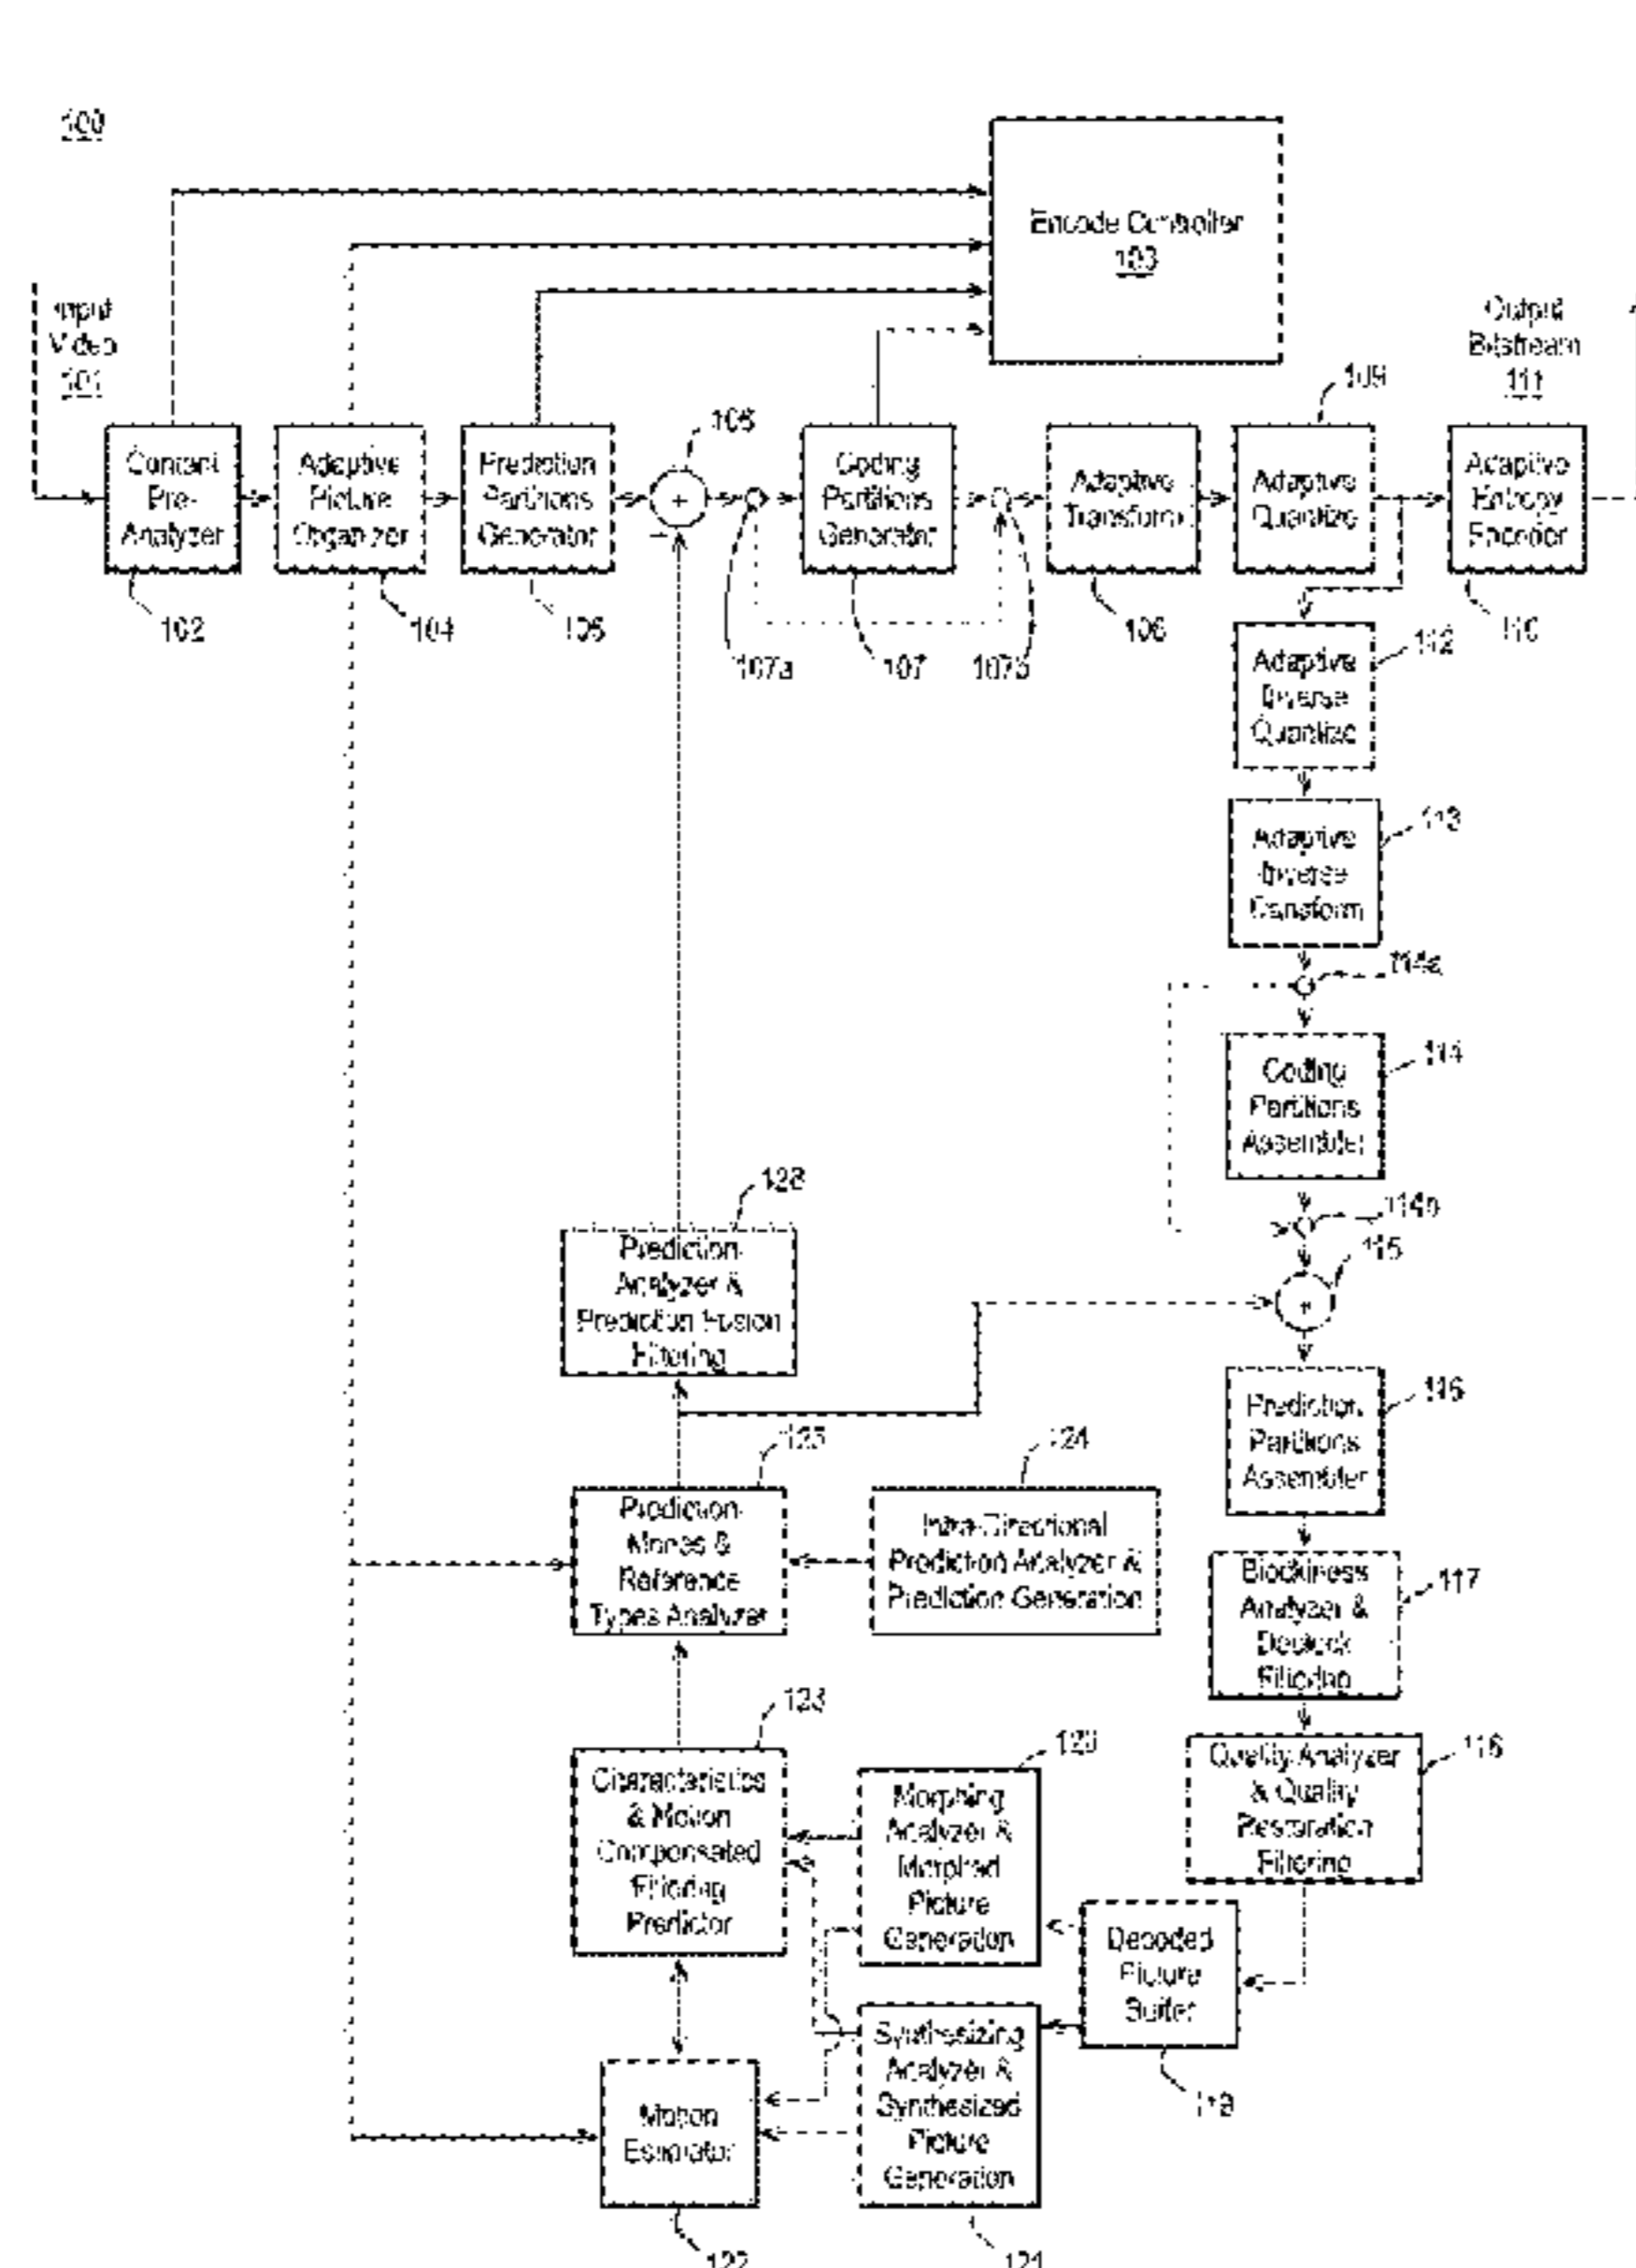 100
Encode Controller
103
Input
Video
101
Output
Bitstream
111
109
106
Content
Pre-
Analyzer
Adaptive
Picture
Organizer
Prediction
Partitions
Generator
+
Coding
Partitions
Generator
Adaptive
Transform
Adaptive
Quantize
Adaptive
Entropy
Encoder
–
102
104
105
107a
107
107b
108
110
112
Adaptive
Inverse
Quantize
113
Adaptive
Inverse
Transform
114a
114
Coding
Partitions
Assembler
126
114b
115
Prediction
Analyzer &
Prediction Fusion
Filtering
+
116
Prediction
Partitions
Assembler
125
124
Prediction
Modes &
Reference
Types Analyzer
Intra-Directional
Prediction Analyzer &
Prediction Generation
117
Blockiness
Analyzer &
Deblock
Filtering
123
120
118
Quality Analyzer
& Quality
Restoration
Filtering
Characteristics
& Motion
Compensated
Filtering
Predictor
Morphing
Analyzer &
Morphed
Picture
Generation
Decoded
Picture
Buffer
Synthesizing
Analyzer &
Synthesized
Picture
Generation
119
Motion
Estimator
122
121